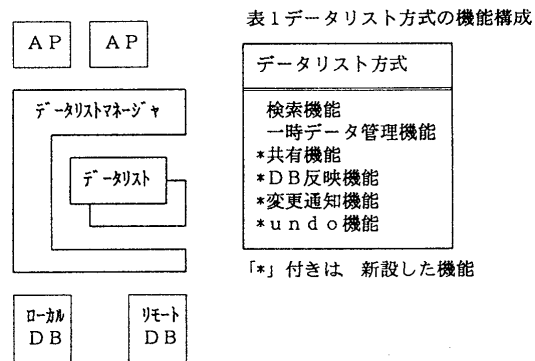 ＡＰ
ＡＰ
ﾃﾞｰﾀﾘｽﾄﾏﾈｰｼﾞｬ
ﾃﾞｰﾀﾘｽﾄ
ﾛｰｶﾙ
ＤＢ
ﾘﾓｰﾄ
ＤＢ
表１データリスト方式の機能構成
データリスト方式
検索機能
一時データ管理機能
*共有機能
*ＤＢ反映機能
*変更通知機能
*ｕｎｄｏ機能
「*」付きは、新設した機能